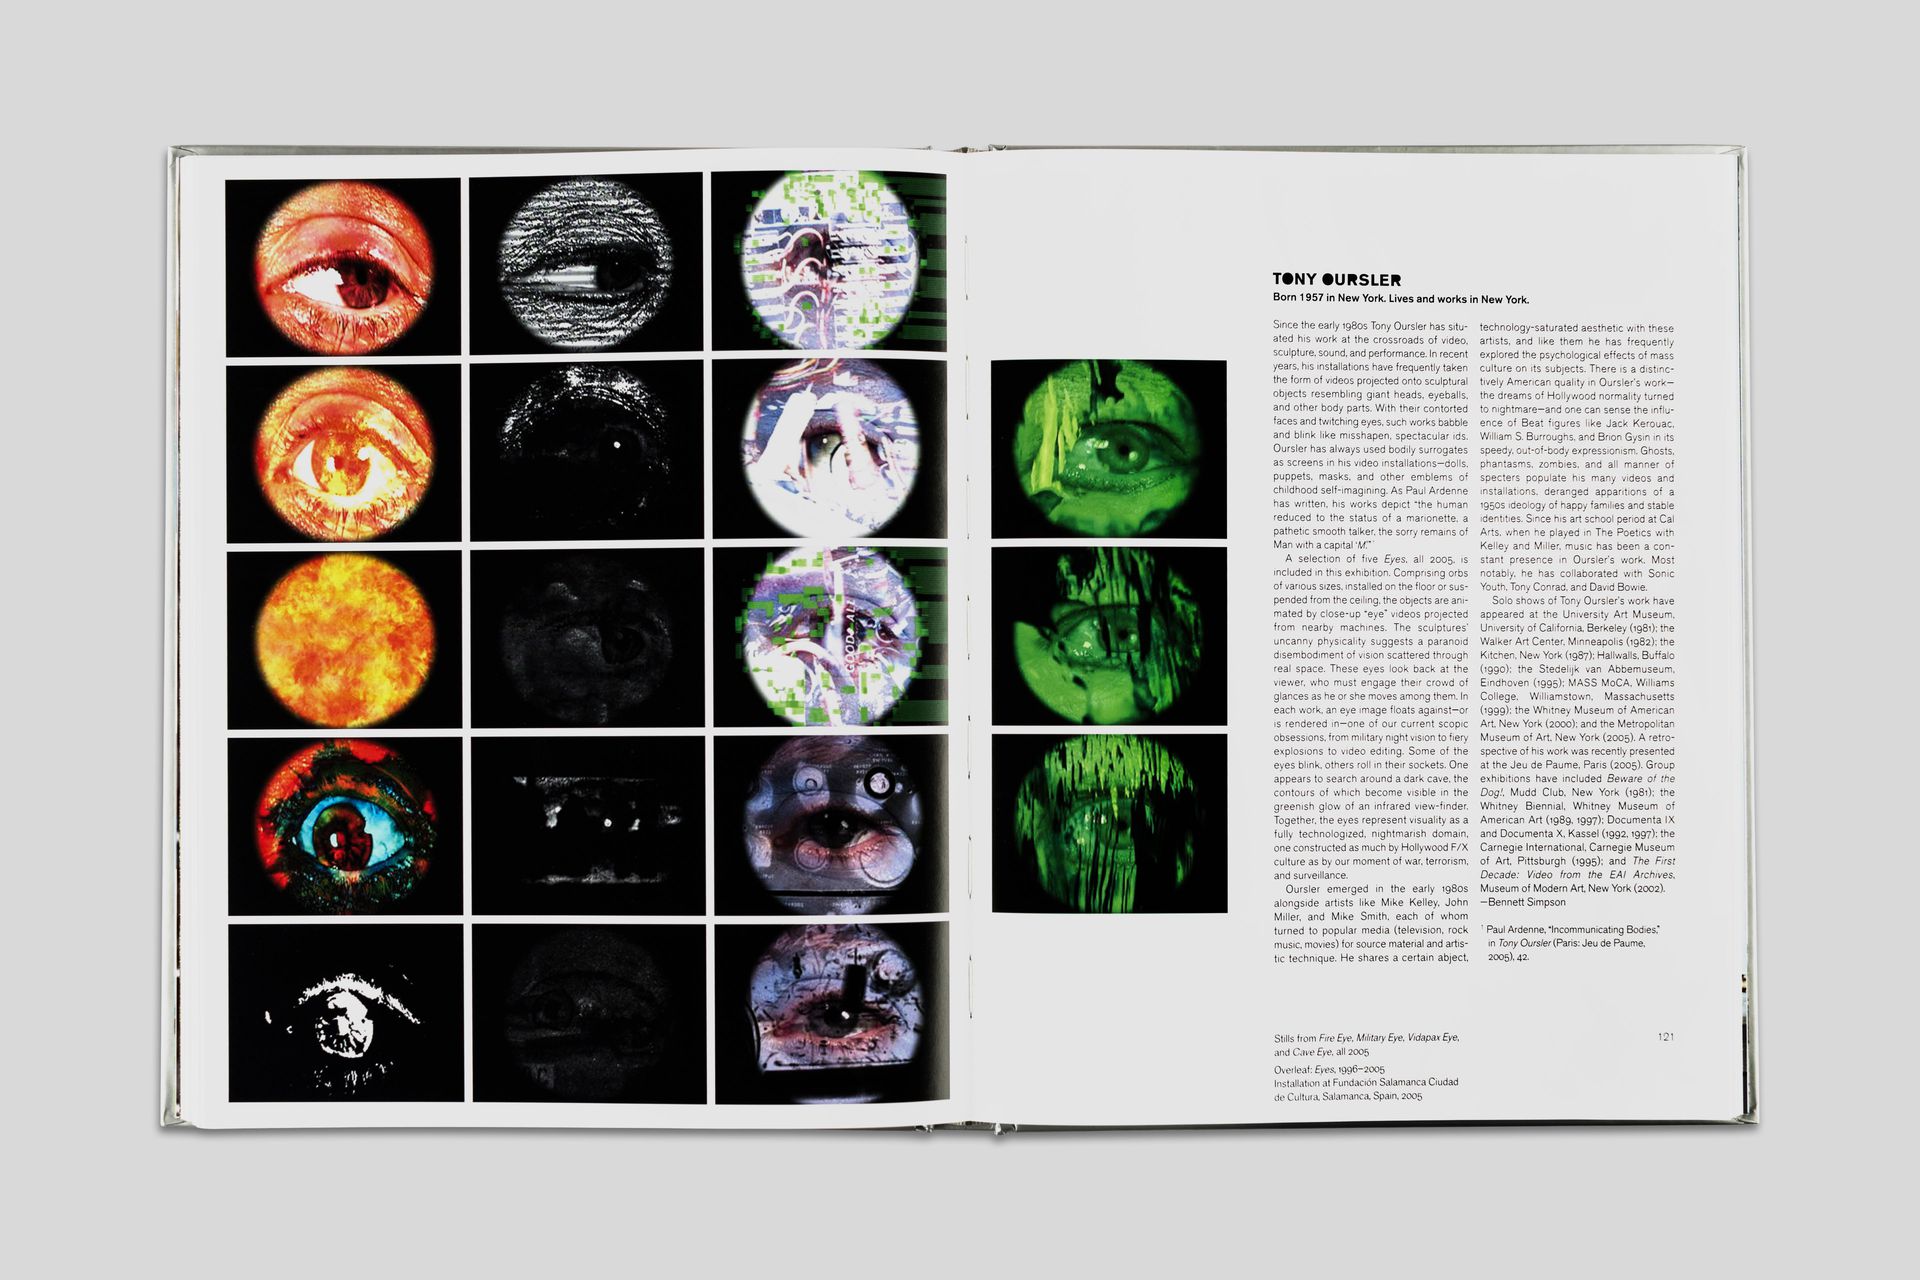 TONY OURSLER
Born 1957 in New York. Lives and works in New York.
Since the early 1980s Tony Oursler has situ-
ated his work at the crossroads of video,
sculpture, sound, and performance. In recent
years, his installations have frequently taken
the form of videos projected onto sculptural
objects resembling giant heads, eyeballs,
and other body parts. With their contorted
faces and twitching eyes, such works babble
and blink like misshapen, spectacular ids.
Oursler has always used bodily surrogates
as screens in his video installations—dolls,
puppets, masks, and other emblems of
childhood self-imagining. As Paul Ardenne
has written, his works depict “the human
reduced to the status of a marionette, a
pathetic smooth talker, the sorry remains of
Man with a capital ‘M’.”¹
A selection of five Eyes, all 2005, is
included in this exhibition. Comprising orbs
of various sizes, installed on the floor or sus-
pended from the ceiling, the objects are ani-
mated by close-up “eye” videos projected
from nearby machines. The sculptures’
uncanny physicality suggests a paranoid
disembodiment of vision scattered through
real space. These eyes look back at the
viewer, who must engage their crowd of
glances as he or she moves among them. In
each work, an eye image floats against—or
is rendered in—one of our current scopic
obsessions, from military night vision to fiery
explosions to video editing. Some of the
eyes blink, others roll in their sockets. One
appears to search around a dark cave, the
contours of which become visible in the
greenish glow of an infrared view-finder.
Together, the eyes represent visuality as a
fully technologized, nightmarish domain,
one constructed as much by Hollywood F/X
culture as by our moment of war, terrorism,
and surveillance.
Oursler emerged in the early 1980s
alongside artists like Mike Kelley, John
Miller, and Mike Smith, each of whom
turned to popular media (television, rock
music, movies) for source material and artis-
tic technique. He shares a certain abject,
technology-saturated aesthetic with these
artists, and like them he has frequently
explored the psychological effects of mass
culture on its subjects. There is a distinc-
tively American quality in Oursler’s work—
the dreams of Hollywood normality turned
to nightmare—and one can sense the influ-
ence of Beat figures like Jack Kerouac,
William S. Burroughs, and Brion Gysin in its
speedy, out-of-body expressionism. Ghosts,
phantasms, zombies, and all manner of
specters populate his many videos and
installations, deranged apparitions of a
1950s ideology of happy families and stable
identities. Since his art school period at Cal
Arts, when he played in The Poetics with
Kelley and Miller, music has been a con-
stant presence in Oursler’s work. Most
notably, he has collaborated with Sonic
Youth, Tony Conrad, and David Bowie.
Solo shows of Tony Oursler’s work have
appeared at the University Art Museum,
University of California, Berkeley (1981); the
Walker Art Center, Minneapolis (1982); the
Kitchen, New York (1987); Hallwalls, Buffalo
(1990); the Stedelijk van Abbemuseum,
Eindhoven (1995); MASS MoCA, Williams
College, Williamstown, Massachusetts
(1999); the Whitney Museum of American
Art, New York (2000); and the Metropolitan
Museum of Art, New York (2005). A retro-
spective of his work was recently presented
at the Jeu de Paume, Paris (2005). Group
exhibitions have included Beware of the
Dog!, Mudd Club, New York (1981); the
Whitney Biennial, Whitney Museum of
American Art (1989, 1997); Documenta IX
and Documenta X, Kassel (1992, 1997); the
Carnegie International, Carnegie Museum
of Art, Pittsburgh (1995); and The First
Decade: Video from the EAI Archives,
Museum of Modern Art, New York (2002).
—Bennett Simpson
¹ Paul Ardenne, “Incommunicating Bodies,”
in Tony Oursler (Paris: Jeu de Paume,
2005), 42.
Stills from Fire Eye, Military Eye, Vidapax Eye,
and Cave Eye, all 2005
Overleaf: Eyes, 1996–2005
Installation at Fundación Salamanca Ciudad
de Cultura, Salamanca, Spain, 2005
121